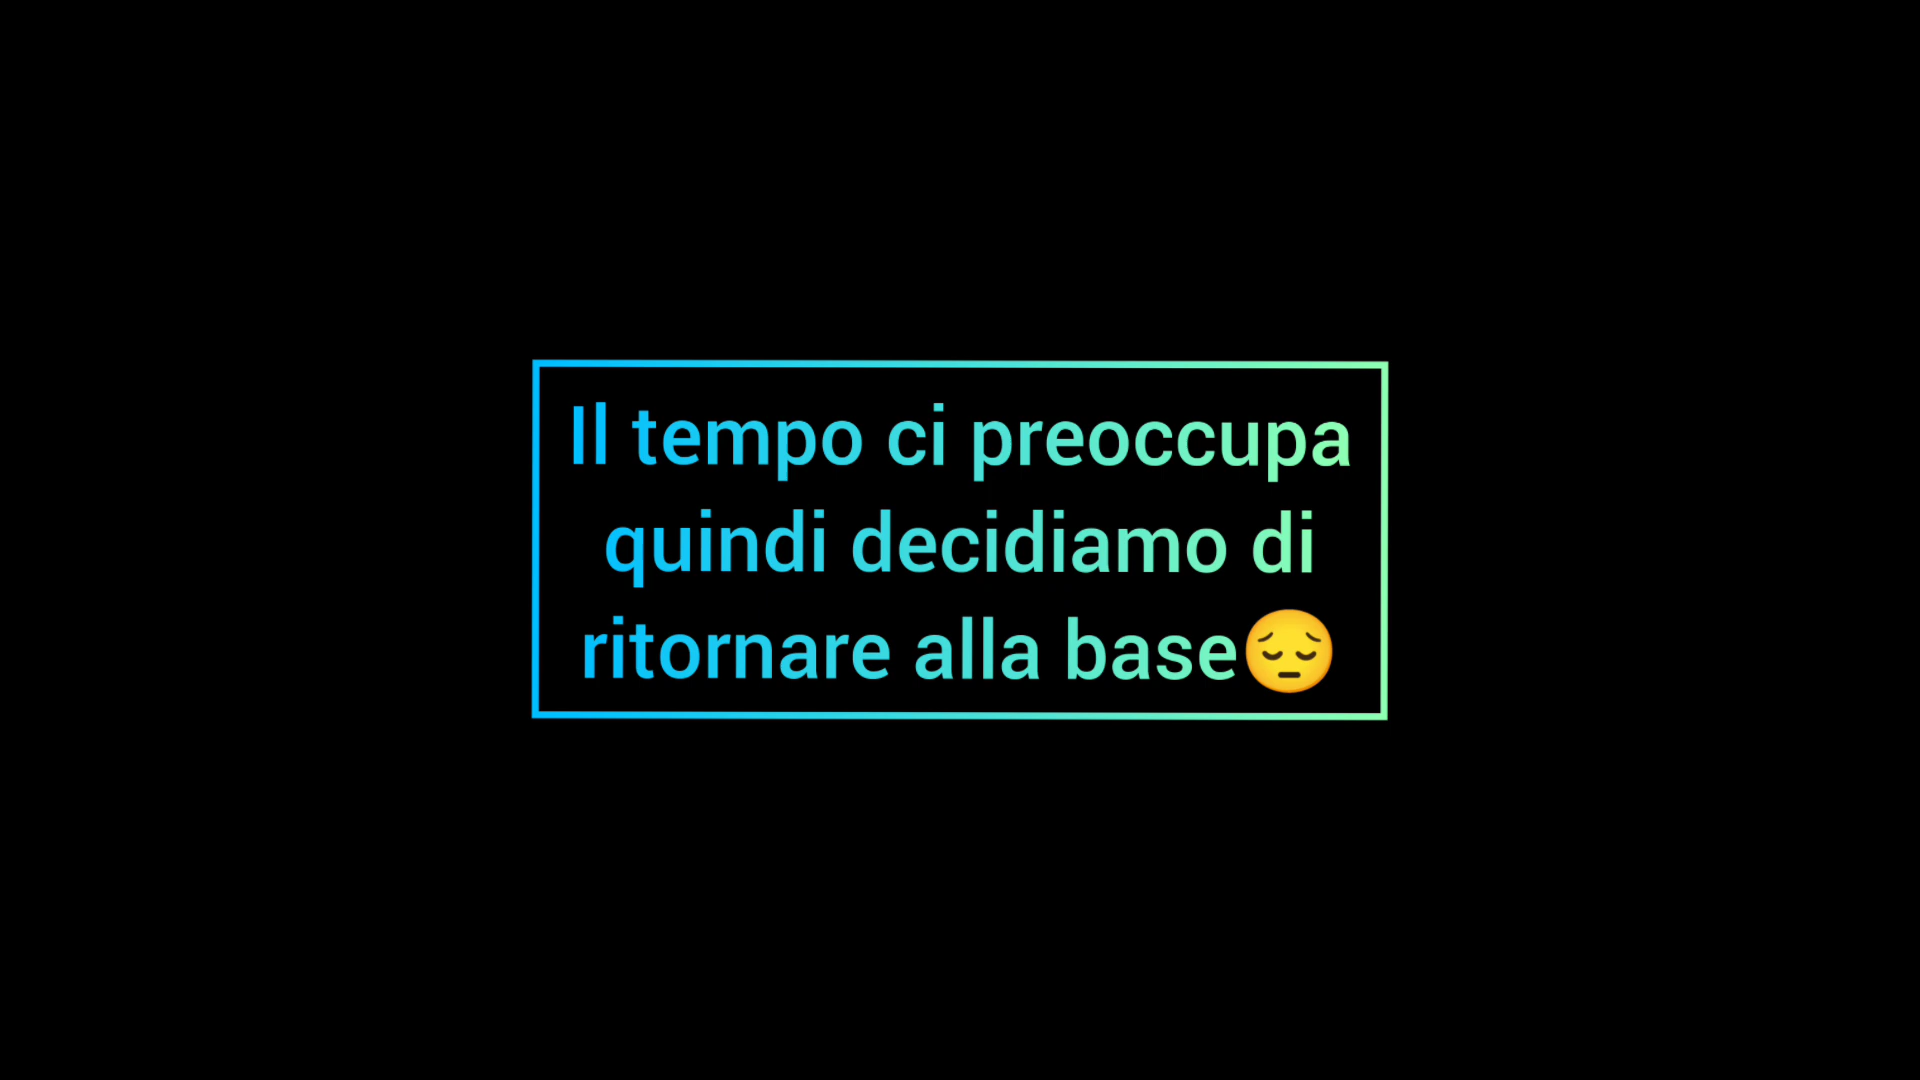 Il tempo ci preoccupa
quindi decidiamo di
ritornare alla base😔